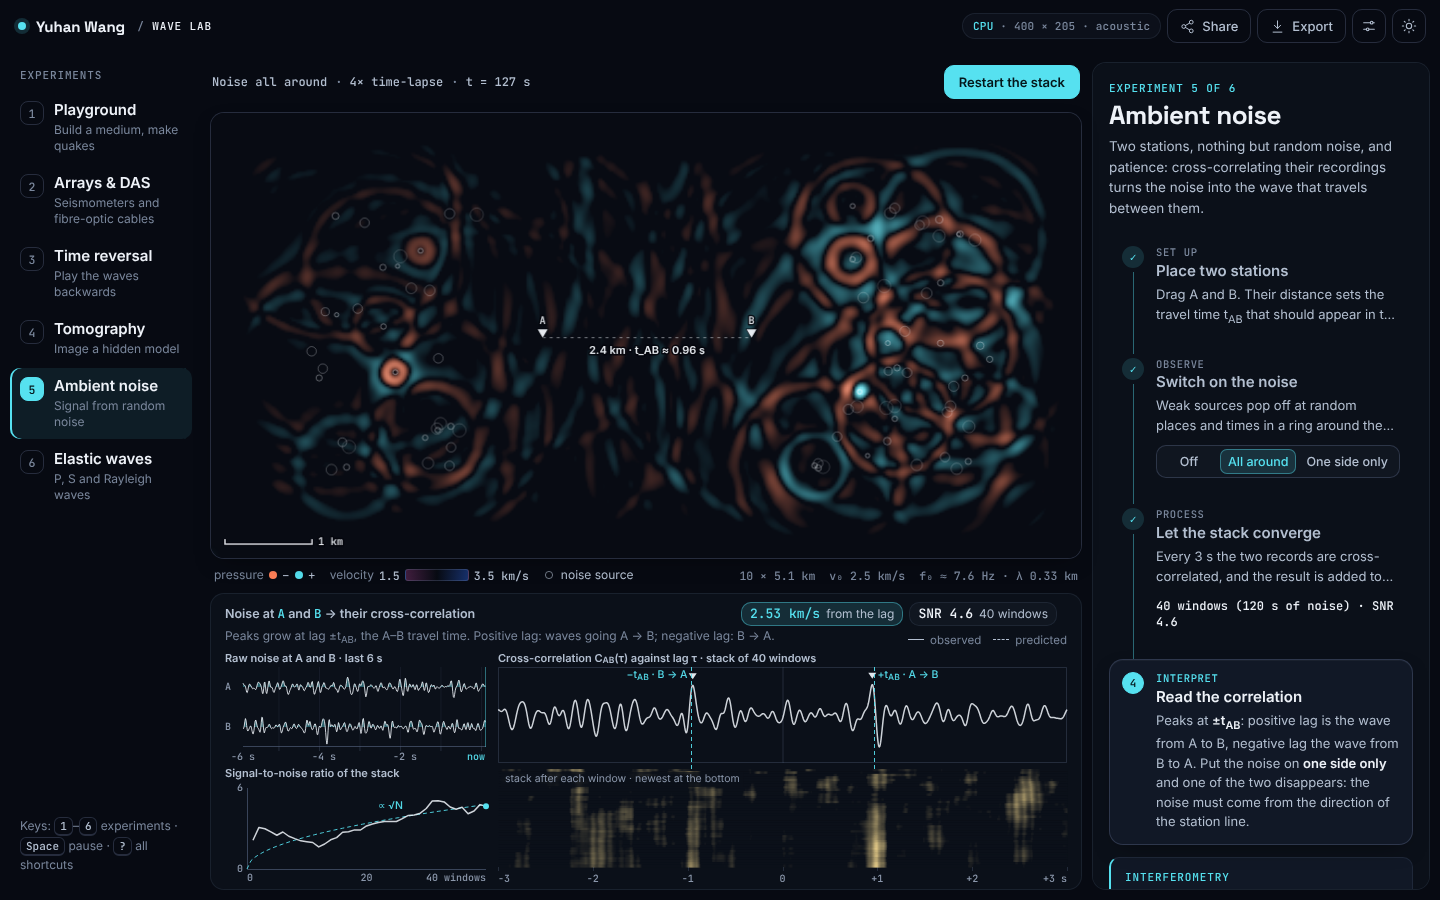 Yuhan Wang / WAVE LAB
CPU · 400 × 205 · acoustic
Share
Export
EXPERIMENTS
1
Playground
Build a medium, make
quakes
2
Arrays & DAS
Seismometers and
fibre-optic cables
3
Time reversal
Play the waves
backwards
4
Tomography
Image a hidden model
5
Ambient noise
Signal from random
noise
6
Elastic waves
P, S and Rayleigh
waves
Keys: 1–6 experiments ·
Space pause · ? all
shortcuts
Noise all around · 4× time-lapse · t = 127 s
Restart the stack
A
B
2.4 km · t_AB ≈ 0.96 s
1 km
pressure − + velocity 1.5 3.5 km/s noise source
10 × 5.1 km v₀ 2.5 km/s f₀ ≈ 7.6 Hz · λ 0.33 km
Noise at A and B → their cross-correlation
2.53 km/s from the lag
SNR 4.6 40 windows
Peaks grow at lag ±tAB, the A–B travel time. Positive lag: waves going A → B; negative lag: B → A.
observed predicted
Raw noise at A and B · last 6 s
A
B
-6 s -4 s -2 s now
Cross-correlation CAB(τ) against lag τ · stack of 40 windows
−tAB · B → A
+tAB · A → B
Signal-to-noise ratio of the stack
6
∝ √N
0
0 20 40 windows
stack after each window · newest at the bottom
-3 -2 -1 0 +1 +2 +3 s
EXPERIMENT 5 OF 6
Ambient noise
Two stations, nothing but random noise, and
patience: cross-correlating their recordings
turns the noise into the wave that travels
between them.
✓
SET UP
Place two stations
Drag A and B. Their distance sets the
travel time tAB that should appear in t...
✓
OBSERVE
Switch on the noise
Weak sources pop off at random
places and times in a ring around the...
Off All around One side only
✓
PROCESS
Let the stack converge
Every 3 s the two records are cross-
correlated, and the result is added to...
40 windows (120 s of noise) · SNR
4.6
4
INTERPRET
Read the correlation
Peaks at ±tAB: positive lag is the wave
from A to B, negative lag the wave from
B to A. Put the noise on one side only
and one of the two disappears: the
noise must come from the direction of
the station line.
INTERFEROMETRY